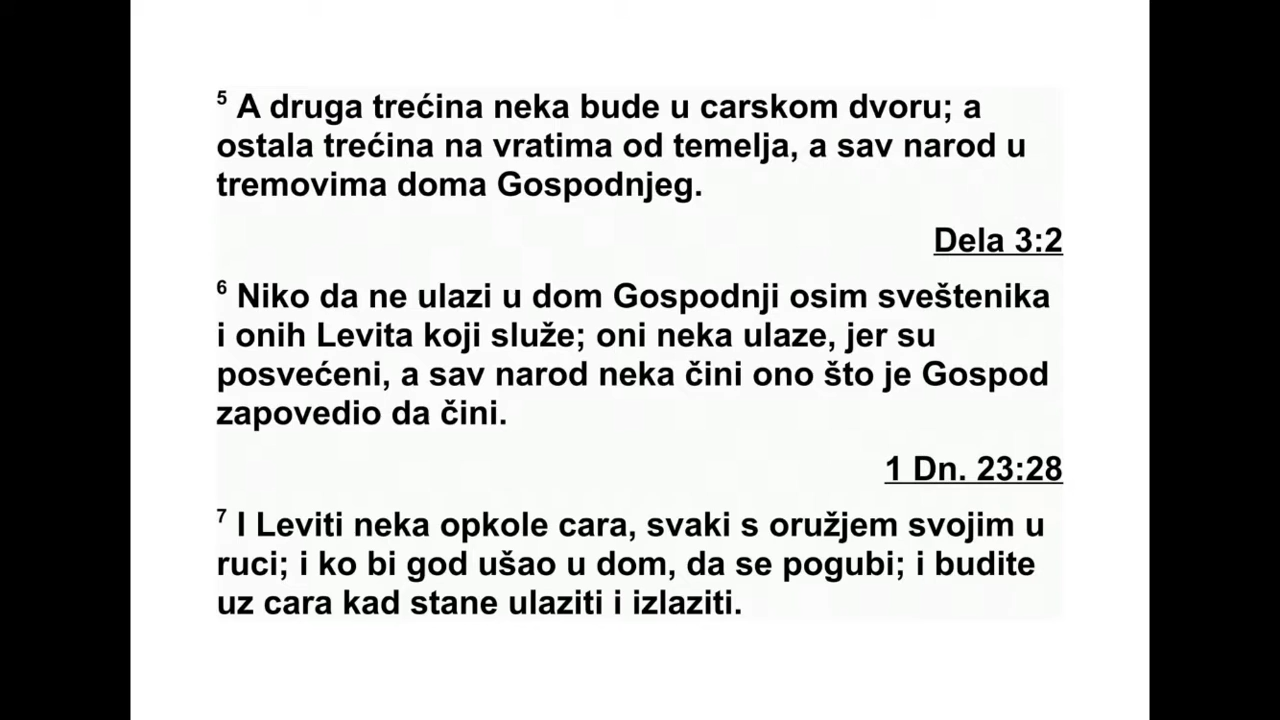 5 A druga trećina neka bude u carskom dvoru; a
ostala trećina na vratima od temelja, a sav narod u
tremovima doma Gospodnjeg.
Dela 3:2
6 Niko da ne ulazi u dom Gospodnji osim sveštenika
i onih Levita koji služe; oni neka ulaze, jer su
posvećeni, a sav narod neka čini ono što je Gospod
zapovedio da čini.
1 Dn. 23:28
7 I Leviti neka opkole cara, svaki s oružjem svojim u
ruci; i ko bi god ušao u dom, da se pogubi; i budite
uz cara kad stane ulaziti i izlaziti.